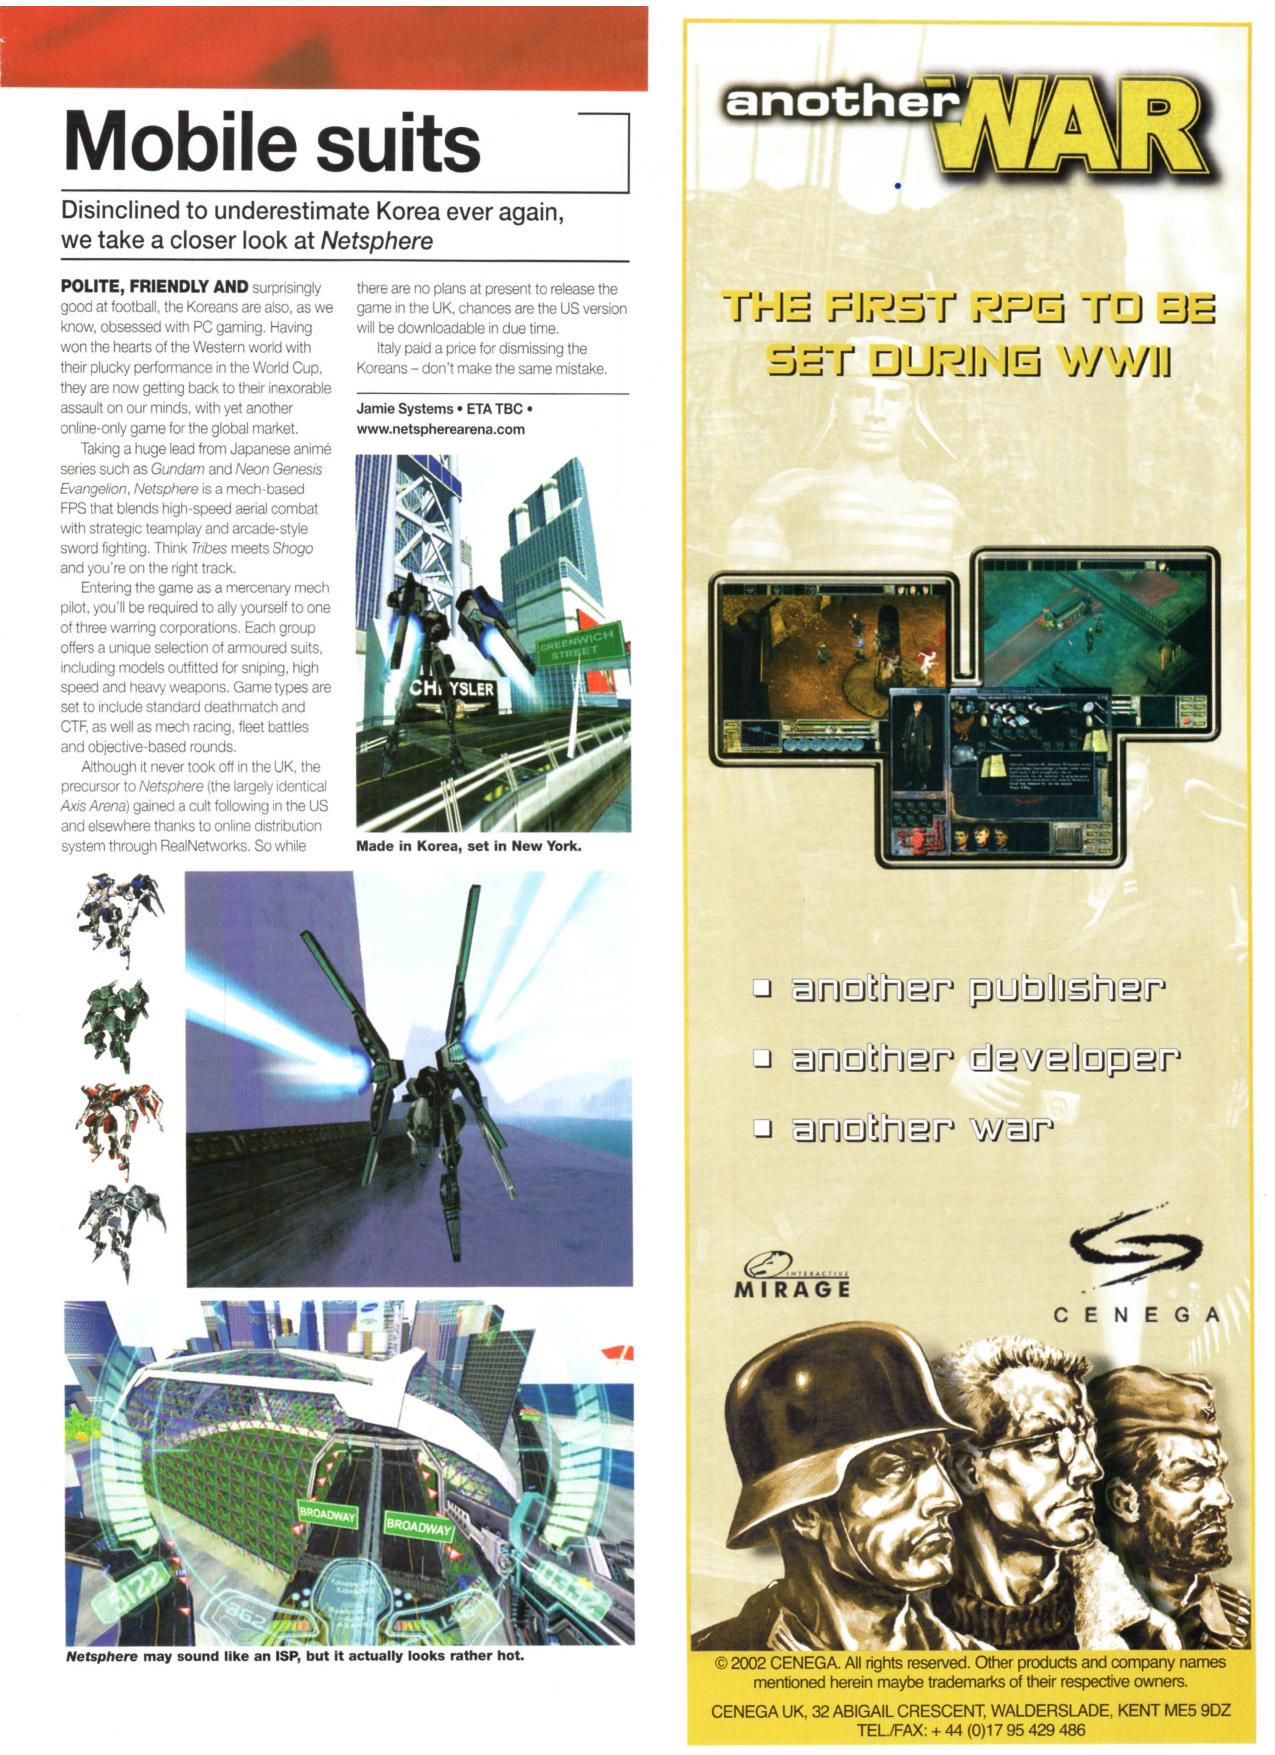 Mobile suits
Disinclined to underestimate Korea ever again,
we take a closer look at Netsphere
POLITE, FRIENDLY AND surprisingly
good at football, the Koreans are also, as we
know, obsessed with PC gaming. Having
won the hearts of the Western world with
their plucky performance in the World Cup,
they are now getting back to their inexorable
assault on our minds, with yet another
online-only game for the global market.
Taking a huge lead from Japanese animé
series such as Gundam and Neon Genesis
Evangelion, Netsphere is a mech-based
FPS that blends high-speed aerial combat
with strategic teamplay and arcade-style
sword fighting. Think Tribes meets Shogo
and you're on the right track.
Entering the game as a mercenary mech
pilot, you'll be required to ally yourself to one
of three warring corporations. Each group
offers a unique selection of armoured suits,
including models outfitted for sniping, high
speed and heavy weapons. Game types are
set to include standard deathmatch and
CTF, as well as mech racing, fleet battles
and objective-based rounds.
Although it never took off in the UK, the
precursor to Netsphere (the largely identical
Axis Arena) gained a cult following in the US
and elsewhere thanks to online distribution
system through RealNetworks. So while
there are no plans at present to release the
game in the UK, chances are the US version
will be downloadable in due time.
Italy paid a price for dismissing the
Koreans – don't make the same mistake.
Jamie Systems • ETA TBC •
www.netspherearena.com
GREENWICH
STREET
CHRYSLER
Made in Korea, set in New York.
BROADWAY
BROADWAY
5122
362
Netsphere may sound like an ISP, but it actually looks rather hot.
another WAR
THE FIRST RPG TO BE
SET DURING WWII
another publisher
another developer
another war
INTERACTIVE
MIRAGE
CENEGA
© 2002 CENEGA. All rights reserved. Other products and company names
mentioned herein maybe trademarks of their respective owners.
CENEGA UK, 32 ABIGAIL CRESCENT, WALDERSLADE, KENT ME5 9DZ
TEL./FAX: + 44 (0)17 95 429 486